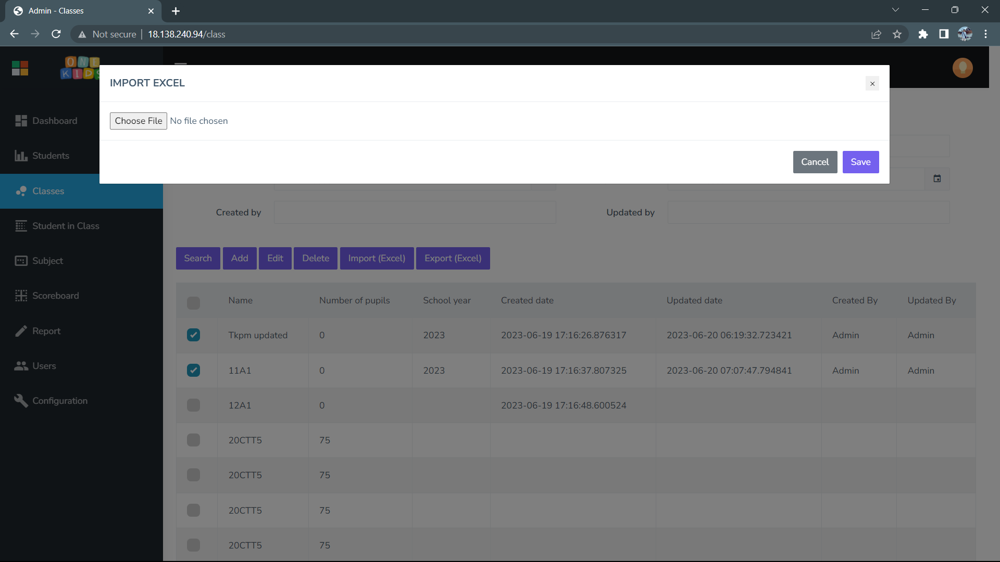 Admin - Classes
Not secure 18.138.240.94/class
ONE
KIDS
IMPORT EXCEL
Choose File No file chosen
Cancel Save
Dashboard
Students
Classes
Student in Class
Subject
Scoreboard
Report
Users
Configuration
Created by Updated by
Search Add Edit Delete Import (Excel) Export (Excel)
Name Number of pupils School year Created date Updated date Created By Updated By
Tkpm updated 0 2023 2023-06-19 17:16:26.876317 2023-06-20 06:19:32.723421 Admin Admin
11A1 0 2023 2023-06-19 17:16:37.807325 2023-06-20 07:07:47.794841 Admin Admin
12A1 0 2023-06-19 17:16:48.600524
20CTT5 75
20CTT5 75
20CTT5 75
20CTT5 75